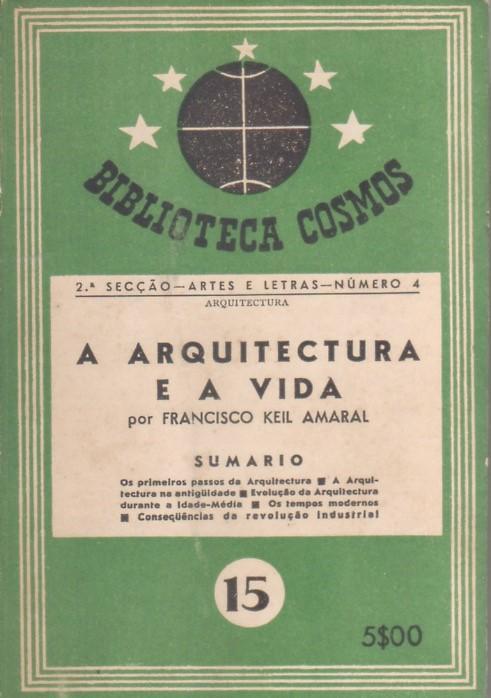 BIBLIOTECA COSMOS
2.ª SECÇÃO—ARTES E LETRAS—NÚMERO 4
ARQUITECTURA
A ARQUITECTURA
E A VIDA
por FRANCISCO KEIL AMARAL
SUMARIO
Os primeiros passos da Arquitectura ■ A Arqui-
tectura na antigüidade ■ Evolução da Arquitectura
durante a Idade-Média ■ Os tempos modernos
■ Conseqüências da revolução industrial
15
5$00